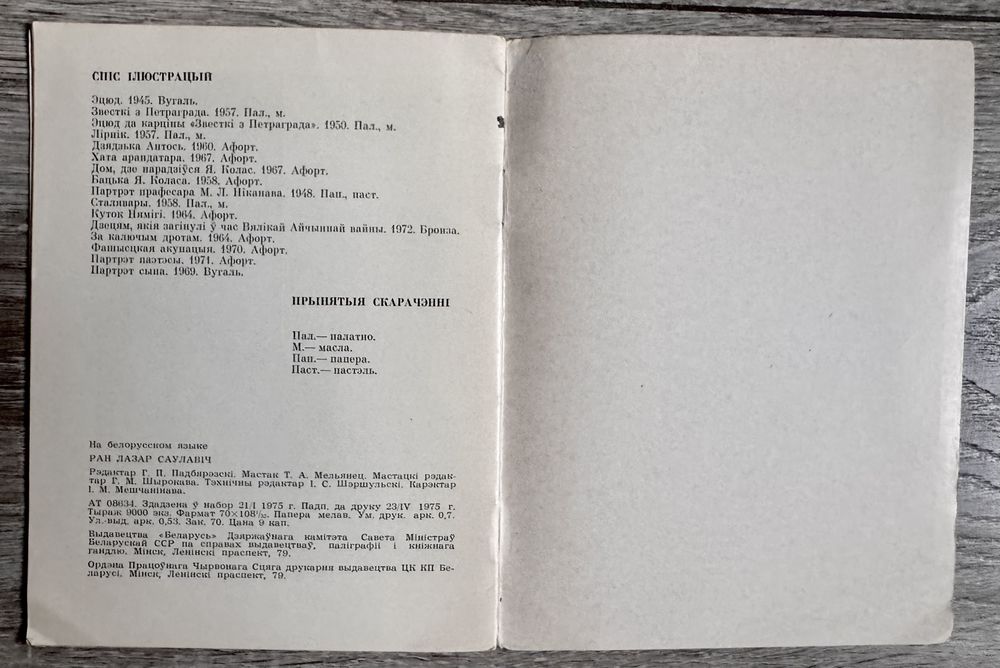 СПІС ІЛЮСТРАЦЫЙ
Эцюд. 1945. Вугаль.
Звесткі з Петраграда. 1957. Пал., м.
Эцюд да карціны «Звесткі з Петраграда». 1950. Пал., м.
Лірнік. 1957. Пал., м.
Дзядзька Антось. 1960. Афорт.
Хата арандатара. 1967. Афорт.
Дом, дзе нарадзіўся Я. Колас. 1967. Афорт.
Бацька Я. Коласа. 1958. Афорт.
Партрэт прафесара М. Л. Ніканава. 1948. Пап., паст.
Сталявары. 1958. Пал., м.
Куток Нямігі. 1964. Афорт.
Дзецям, якія загінулі ў час Вялікай Айчыннай вайны. 1972. Бронза.
За калючым дротам. 1964. Афорт.
Фашысцкая акупацыя. 1970. Афорт.
Партрэт паэтэсы. 1971. Афорт.
Партрэт сына. 1969. Вугаль.
ПРЫНЯТЫЯ СКАРАЧЭННІ
Пал.— палатно.
М.— масла.
Пап.— папера.
Паст.— пастэль.
На белорусском языке
РАН ЛАЗАР САУЛАВІЧ
Рэдактар Г. П. Падбярэзскі. Мастак Т. А. Мельянец. Мастацкі рэдак-
тар Г. М. Шырокава. Тэхнічны рэдактар І. С. Шэршульскі. Карэктар
І. М. Мешчанінава.
АТ 08634. Здадзена ў набор 21/I 1975 г. Падп. да друку 23/IV 1975 г.
Тыраж 9000 экз. Фармат 70×108¹/₃₂. Папера мелав. Ум. друк. арк. 0,7.
Ул.-выд. арк. 0,53. Зак. 70. Цана 9 кап.
Выдавецтва «Беларусь» Дзяржаўнага камітэта Савета Міністраў
Беларускай ССР па справах выдавецтваў, паліграфіі і кніжнага
гандлю. Мінск, Ленінскі праспект, 79.
Ордэна Працоўнага Чырвонага Сцяга друкарня выдавецтва ЦК КП Бе-
ларусі. Мінск, Ленінскі праспект, 79.